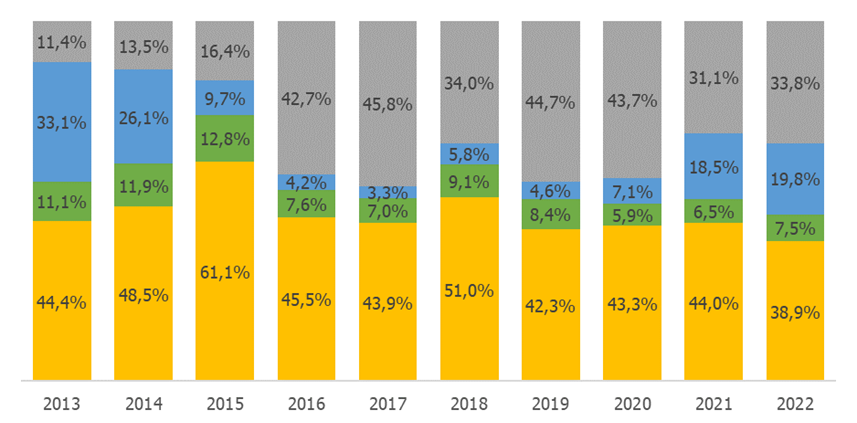 11,4% 13,5% 16,4% 42,7% 45,8% 34,0% 44,7% 43,7% 31,1% 33,8%
33,1% 26,1% 9,7% 4,2% 3,3% 5,8% 4,6% 7,1% 18,5% 19,8%
11,1% 11,9% 12,8% 7,6% 7,0% 9,1% 8,4% 5,9% 6,5% 7,5%
44,4% 48,5% 61,1% 45,5% 43,9% 51,0% 42,3% 43,3% 44,0% 38,9%
2013 2014 2015 2016 2017 2018 2019 2020 2021 2022